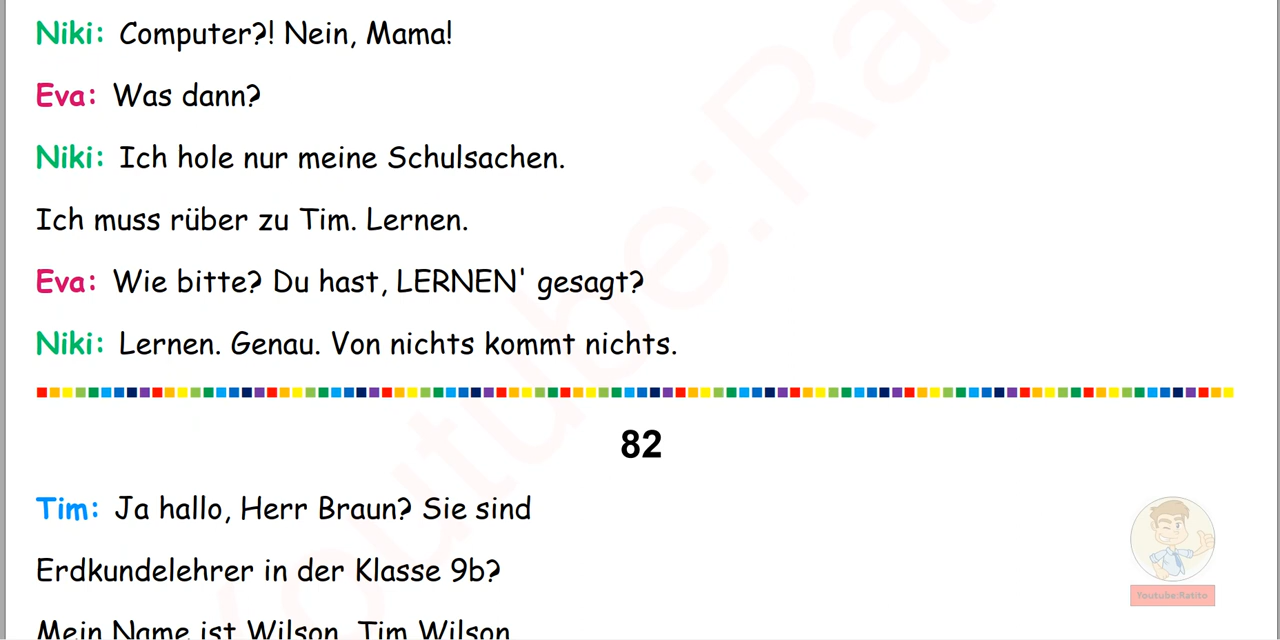 Niki: Computer?! Nein, Mama!
Eva: Was dann?
Niki: Ich hole nur meine Schulsachen.
Ich muss rüber zu Tim. Lernen.
Eva: Wie bitte? Du hast, LERNEN' gesagt?
Niki: Lernen. Genau. Von nichts kommt nichts.
82
Tim: Ja hallo, Herr Braun? Sie sind
Erdkundelehrer in der Klasse 9b?
Mein Name ist Wilson, Tim Wilson
Youtube:Ratito
Youtube:Rati